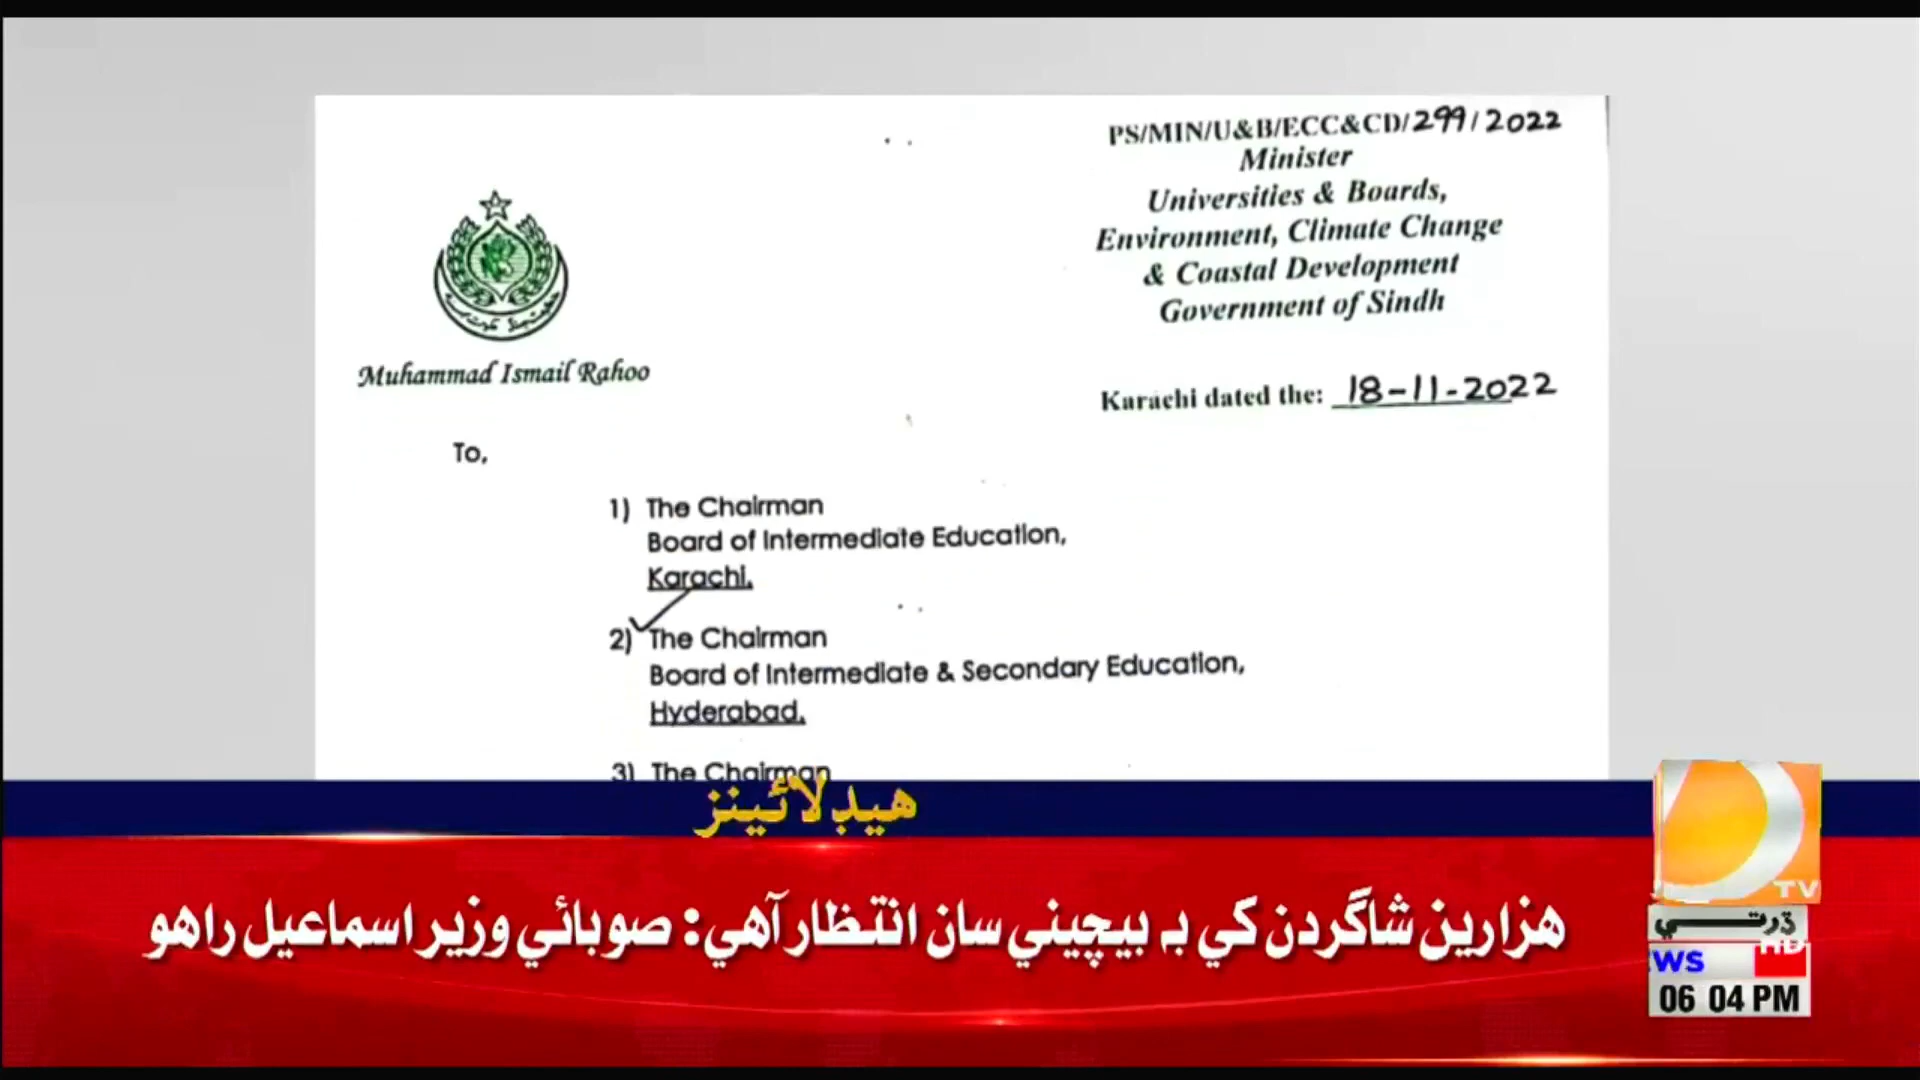 PS/MIN/U&B/ECC&CD/299/2022
Minister
Universities & Boards,
Environment, Climate Change
& Coastal Development
Government of Sindh
Muhammad Ismail Rahoo
Karachi dated the: 18-11-2022
To,
1) The Chairman
Board of Intermediate Education,
Karachi.
2) The Chairman
Board of Intermediate & Secondary Education,
Hyderabad.
3) The Chairman
هيڊلائينز
هزارين شاگردن کي به بيچيني سان انتظار آهي: صوبائي وزير اسماعيل راهو
TV
ڌرتي
HD
WS
06 04 PM